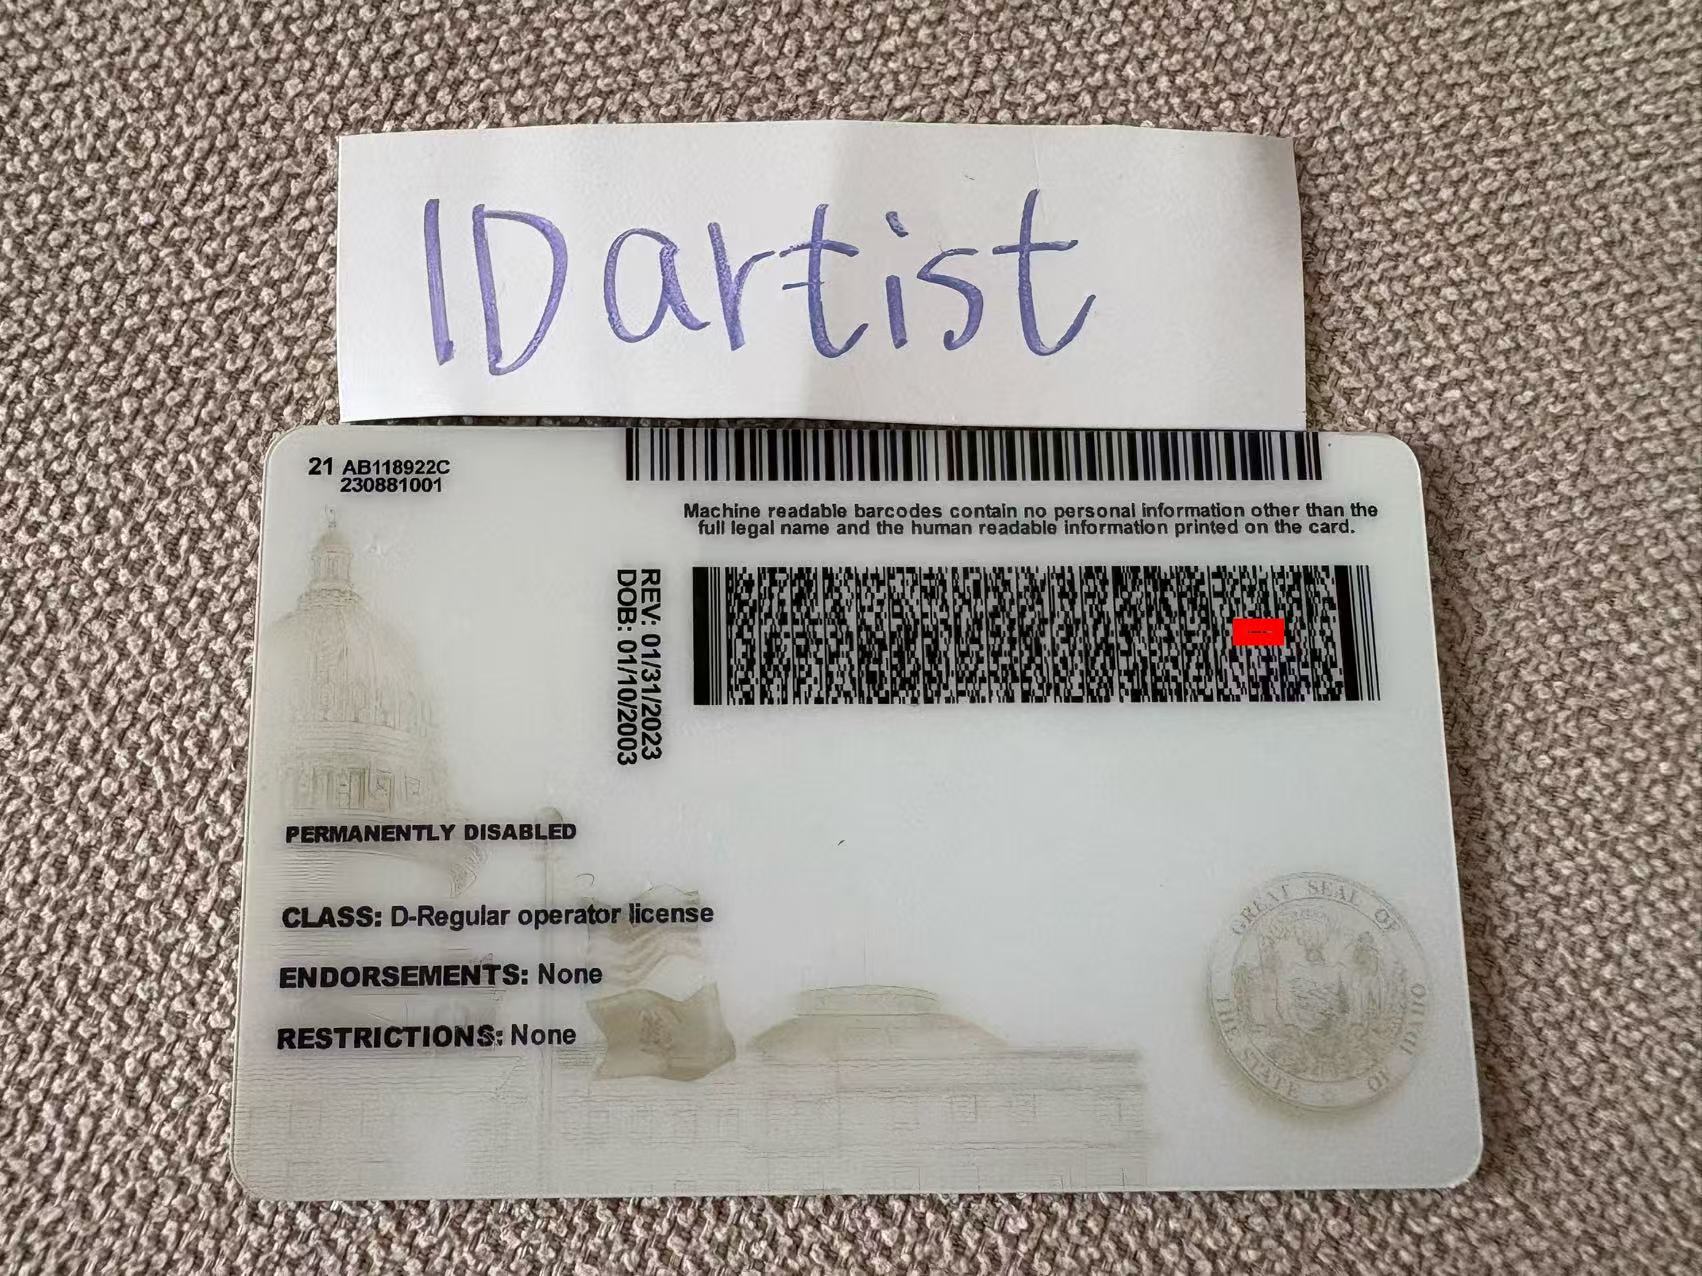 IDartist
21 AB118922C
230881001
Machine readable barcodes contain no personal information other than the
full legal name and the human readable information printed on the card.
REV: 01/31/2023
DOB: 01/10/2003
PERMANENTLY DISABLED
CLASS: D-Regular operator license
ENDORSEMENTS: None
RESTRICTIONS: None
GREAT SEAL OF
THE STATE OF IDAHO